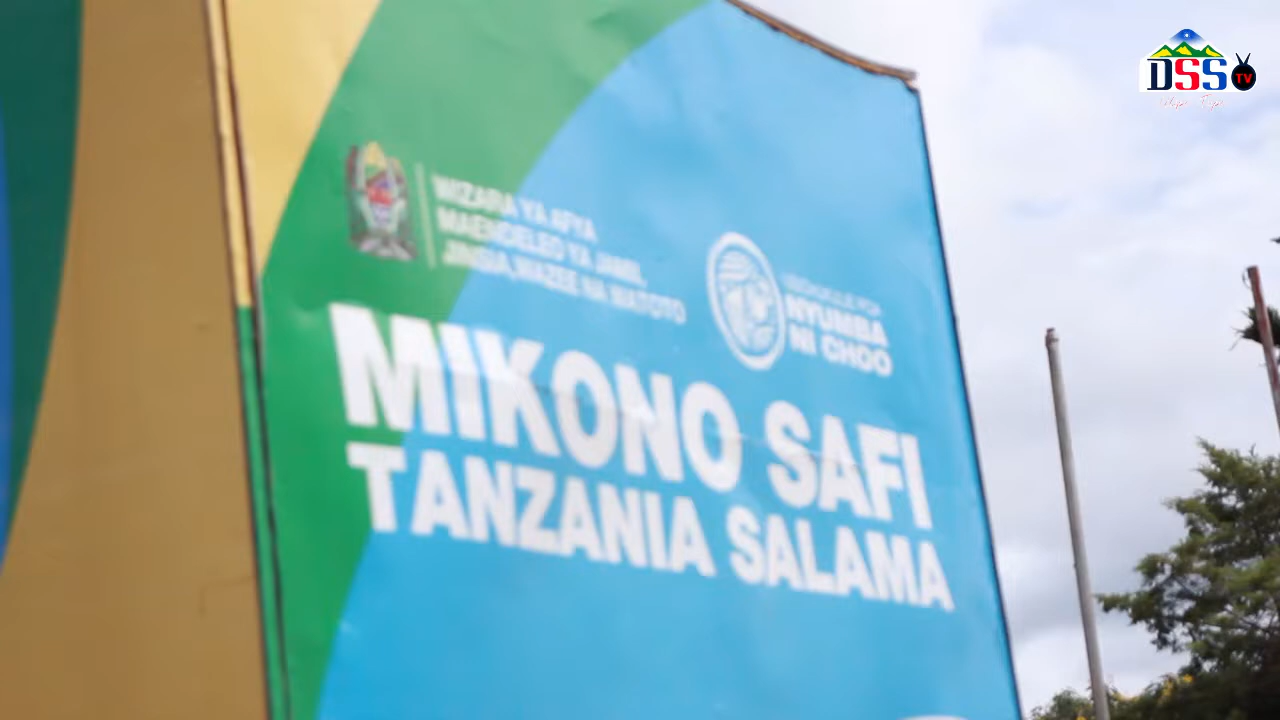 DSS TV
WIZARA YA AFYA
MAENDELEO YA JAMII,
JINSIA, WAZEE NA WATOTO
NYUMBA
NI CHOO
MIKONO SAFI
TANZANIA SALAMA